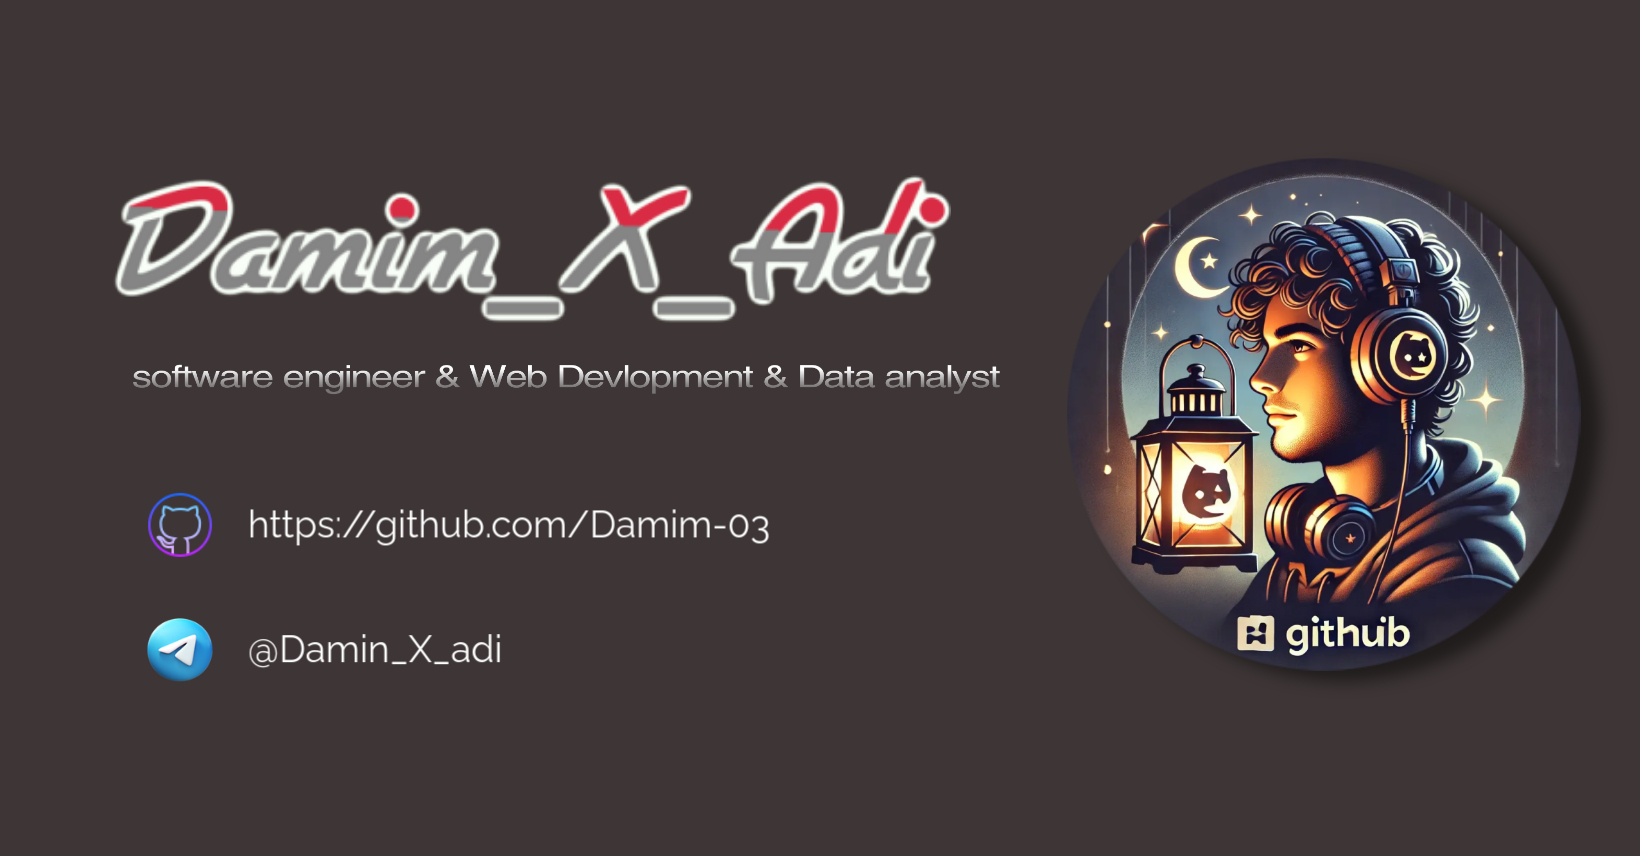 Damim_X_Adi
software engineer & Web Devlopment & Data analyst
https://github.com/Damim-03
@Damin_X_adi
github